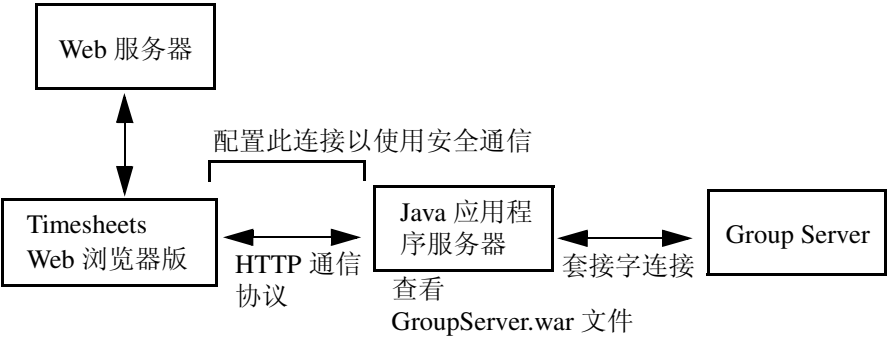 Web 服务器
配置此连接以使用安全通信
Timesheets
Web 浏览器版
HTTP 通信
协议
Java 应用程
序服务器
查看
GroupServer.war 文件
套接字连接
Group Server